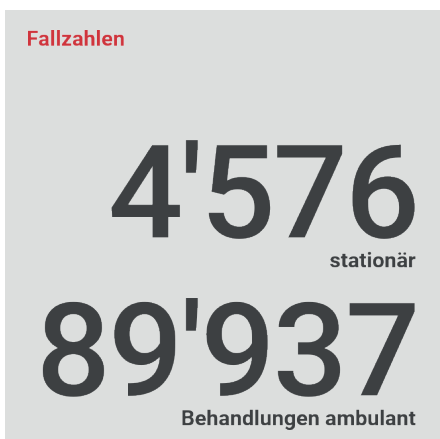 Fallzahlen
4'576
stationär
89'937
Behandlungen ambulant